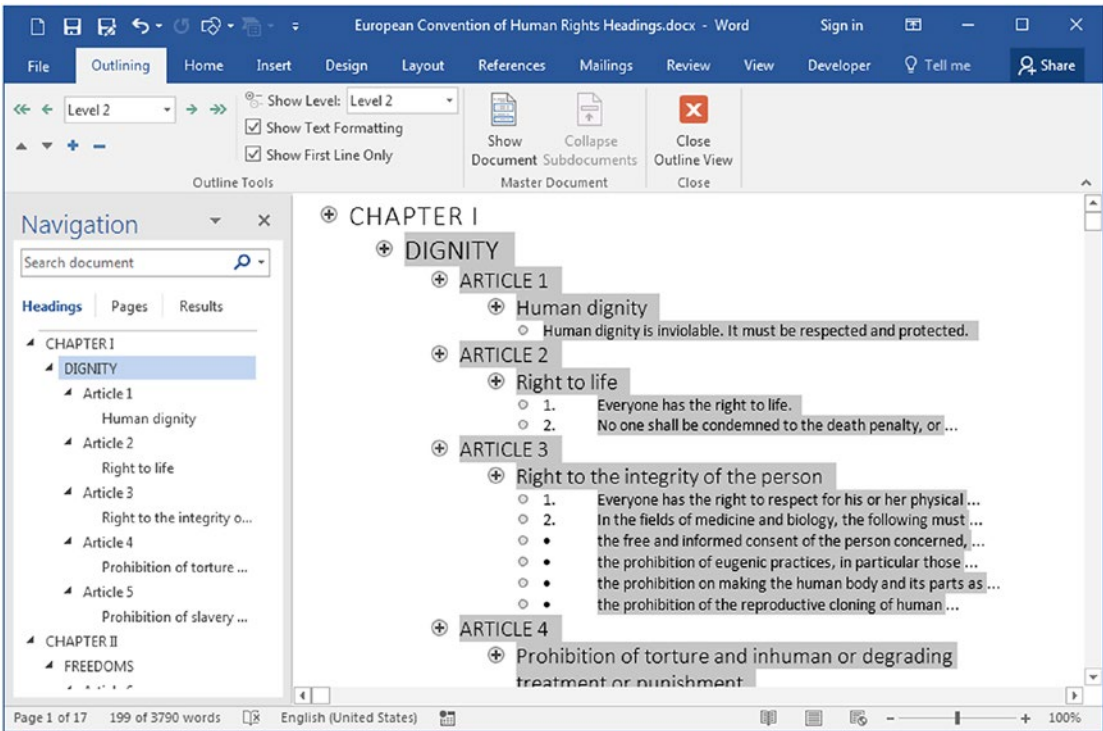 European Convention of Human Rights Headings.docx - Word Sign in
File Outlining Home Insert Design Layout References Mailings Review View Developer Tell me Share
Level 2
Show Level: Level 2
Show Text Formatting
Show First Line Only
Outline Tools
Show Document
Collapse Subdocuments
Master Document
Close Outline View
Close
Navigation
Search document
Headings Pages Results
CHAPTER I
DIGNITY
Article 1
Human dignity
Article 2
Right to life
Article 3
Right to the integrity o...
Article 4
Prohibition of torture ...
Article 5
Prohibition of slavery ...
CHAPTER II
FREEDOMS
CHAPTER I
DIGNITY
ARTICLE 1
Human dignity
Human dignity is inviolable. It must be respected and protected.
ARTICLE 2
Right to life
1. Everyone has the right to life.
2. No one shall be condemned to the death penalty, or ...
ARTICLE 3
Right to the integrity of the person
1. Everyone has the right to respect for his or her physical ...
2. In the fields of medicine and biology, the following must ...
• the free and informed consent of the person concerned, ...
• the prohibition of eugenic practices, in particular those ...
• the prohibition on making the human body and its parts as ...
• the prohibition of the reproductive cloning of human ...
ARTICLE 4
Prohibition of torture and inhuman or degrading
treatment or punishment
Page 1 of 17 199 of 3790 words English (United States) 100%